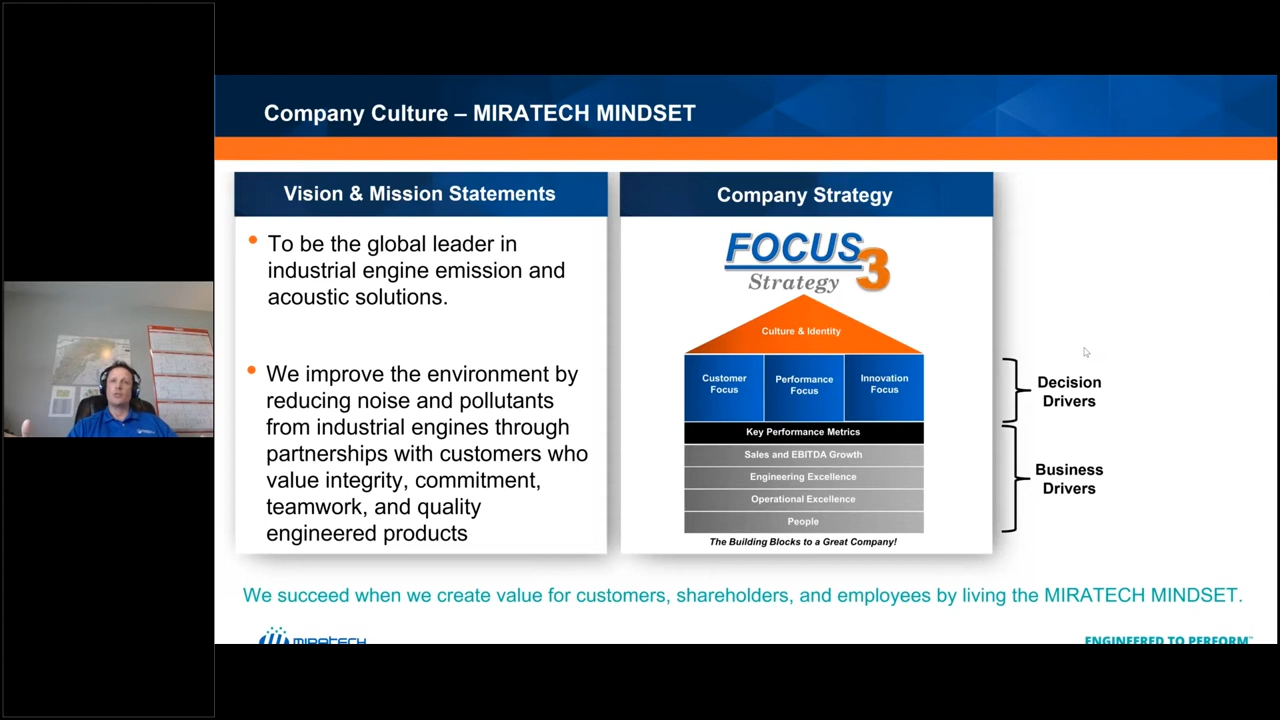 Company Culture – MIRATECH MINDSET
Vision & Mission Statements
To be the global leader in
industrial engine emission and
acoustic solutions.
We improve the environment by
reducing noise and pollutants
from industrial engines through
partnerships with customers who
value integrity, commitment,
teamwork, and quality
engineered products
Company Strategy
FOCUS 3
Strategy
Culture & Identity
Customer
Focus
Performance
Focus
Innovation
Focus
Key Performance Metrics
Sales and EBITDA Growth
Engineering Excellence
Operational Excellence
People
The Building Blocks to a Great Company!
Decision
Drivers
Business
Drivers
We succeed when we create value for customers, shareholders, and employees by living the MIRATECH MINDSET.
MIRATECH
ENGINEERED TO PERFORM™